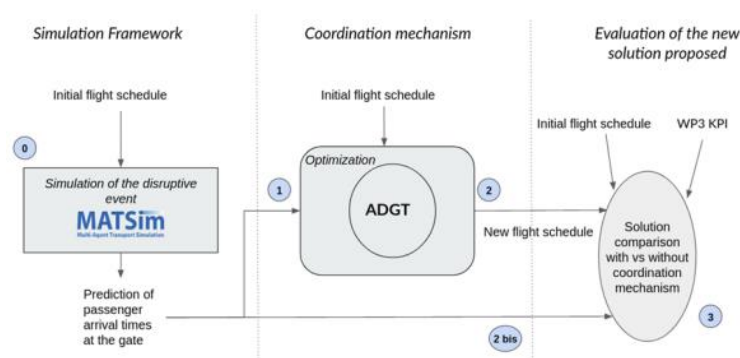 Simulation Framework
Coordination mechanism
Evaluation of the new
solution proposed
Initial flight schedule
Initial flight schedule
Initial flight schedule
WP3 KPI
0
Simulation of the disruptive
event
MATSim
Multi-Agent Transport Simulation
1
Optimization
ADGT
2
New flight schedule
Solution
comparison
with vs without
coordination
mechanism
Prediction of
passenger
arrival times
at the gate
2 bis
3